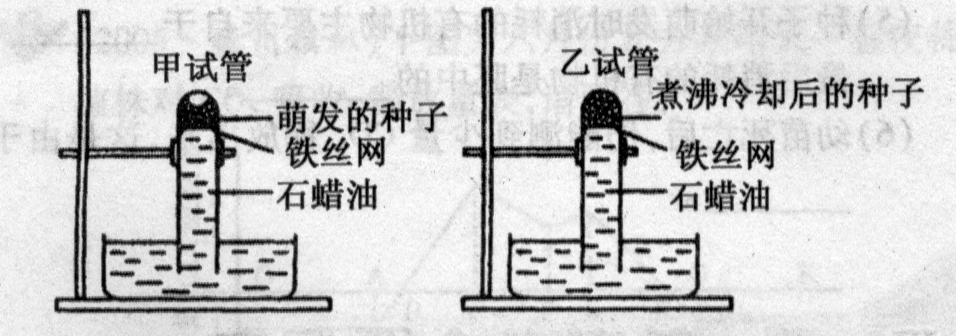 甲试管
萌发的种子
铁丝网
石蜡油
乙试管
煮沸冷却后的种子
铁丝网
石蜡油